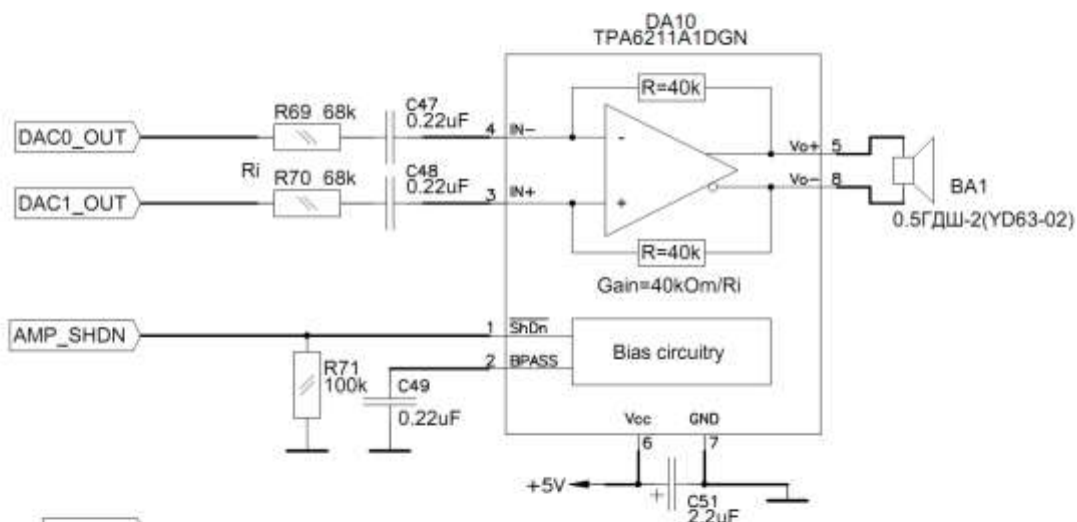 DA10
TPA6211A1DGN
R=40k
R69 68k
C47
0.22uF
DAC0_OUT
4 IN-
-
Vo+ 5
Ri
R70 68k
C48
0.22uF
DAC1_OUT
3 IN+
+
Vo- 8
BA1
0.5ГДШ-2(YD63-02)
R=40k
Gain=40kOm/Ri
AMP_SHDN
1 ShDn
2 BPASS
Bias circuitry
R71
100k
C49
0.22uF
Vcc GND
6 7
+5V
+
C51
2.2uF